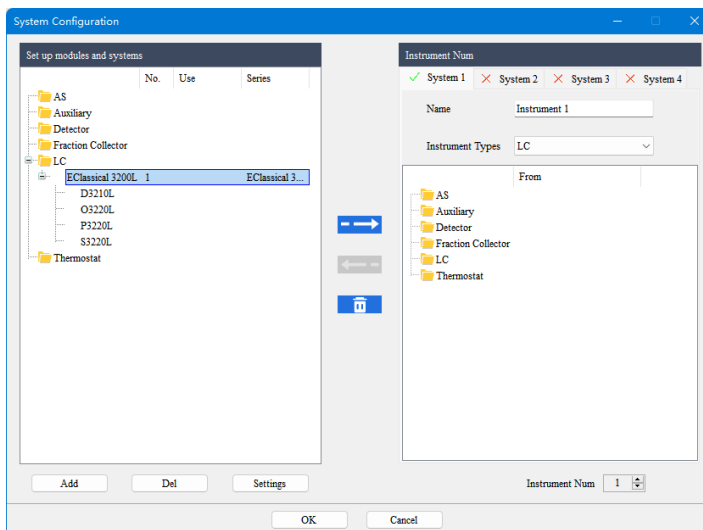 System Configuration
Set up modules and systems
No. Use Series
AS
Auxiliary
Detector
Fraction Collector
LC
EClassical 3200L 1 EClassical 3...
D3210L
O3220L
P3220L
S3220L
Thermostat
Add Del Settings
Instrument Num
System 1 System 2 System 3 System 4
Name Instrument 1
Instrument Types LC
From
AS
Auxiliary
Detector
Fraction Collector
LC
Thermostat
Instrument Num 1
OK Cancel